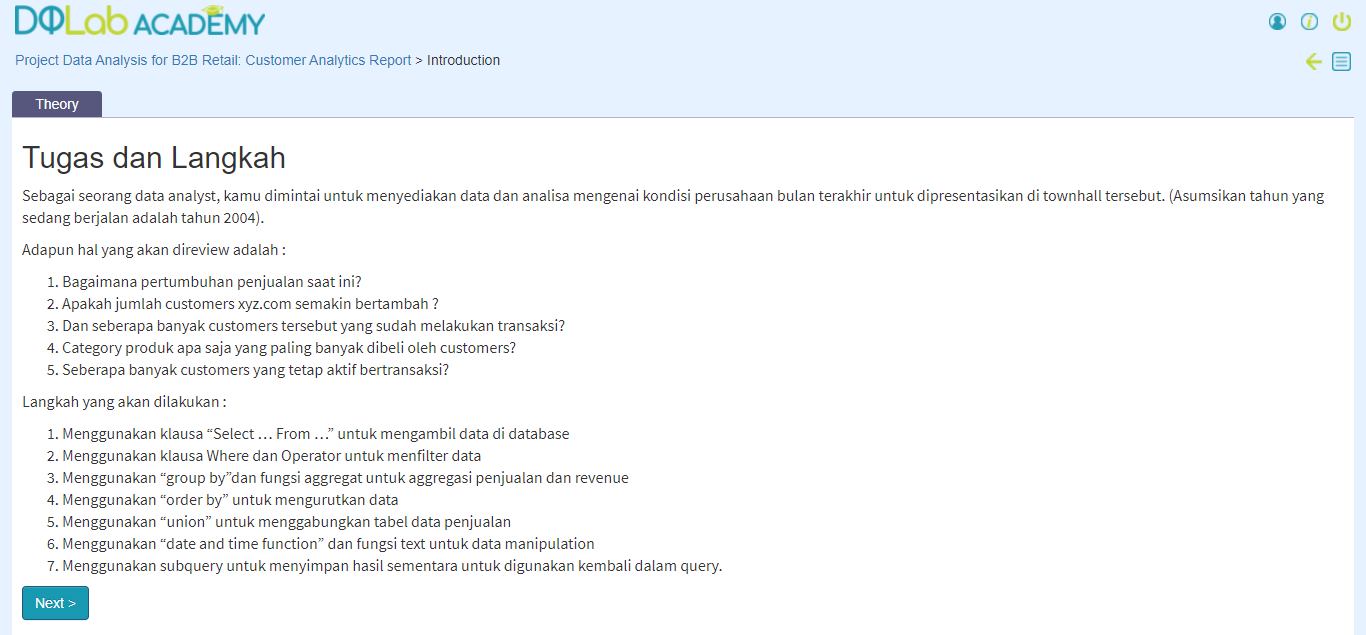 DQLab ACADEMY
Project Data Analysis for B2B Retail: Customer Analytics Report > Introduction
Theory
Tugas dan Langkah
Sebagai seorang data analyst, kamu dimintai untuk menyediakan data dan analisa mengenai kondisi perusahaan bulan terakhir untuk dipresentasikan di townhall tersebut. (Asumsikan tahun yang
sedang berjalan adalah tahun 2004).
Adapun hal yang akan direview adalah :
1. Bagaimana pertumbuhan penjualan saat ini?
2. Apakah jumlah customers xyz.com semakin bertambah ?
3. Dan seberapa banyak customers tersebut yang sudah melakukan transaksi?
4. Category produk apa saja yang paling banyak dibeli oleh customers?
5. Seberapa banyak customers yang tetap aktif bertransaksi?
Langkah yang akan dilakukan :
1. Menggunakan klausa “Select … From …” untuk mengambil data di database
2. Menggunakan klausa Where dan Operator untuk menfilter data
3. Menggunakan “group by”dan fungsi aggregat untuk aggregasi penjualan dan revenue
4. Menggunakan “order by” untuk mengurutkan data
5. Menggunakan “union” untuk menggabungkan tabel data penjualan
6. Menggunakan “date and time function” dan fungsi text untuk data manipulation
7. Menggunakan subquery untuk menyimpan hasil sementara untuk digunakan kembali dalam query.
Next >